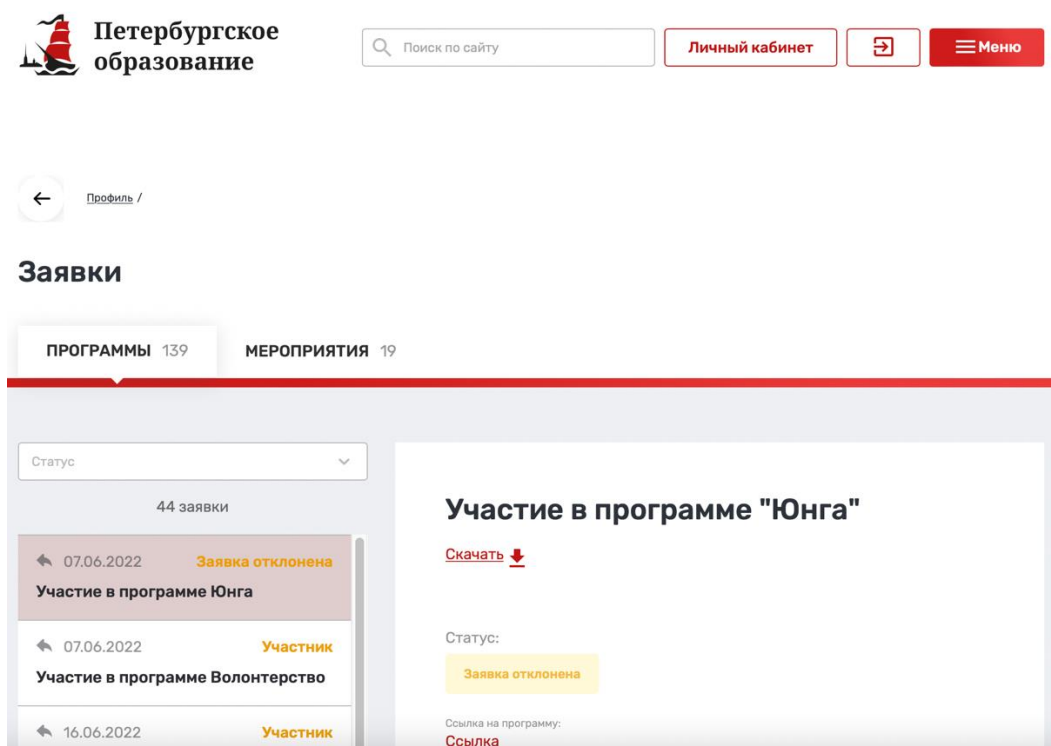 Петербургское
образование
Поиск по сайту
Личный кабинет
Меню
Профиль /
Заявки
ПРОГРАММЫ 139 МЕРОПРИЯТИЯ 19
Статус
44 заявки
07.06.2022 Заявка отклонена
Участие в программе Юнга
07.06.2022 Участник
Участие в программе Волонтерство
16.06.2022 Участник
Участие в программе "Юнга"
Скачать
Статус:
Заявка отклонена
Ссылка на программу:
Ссылка